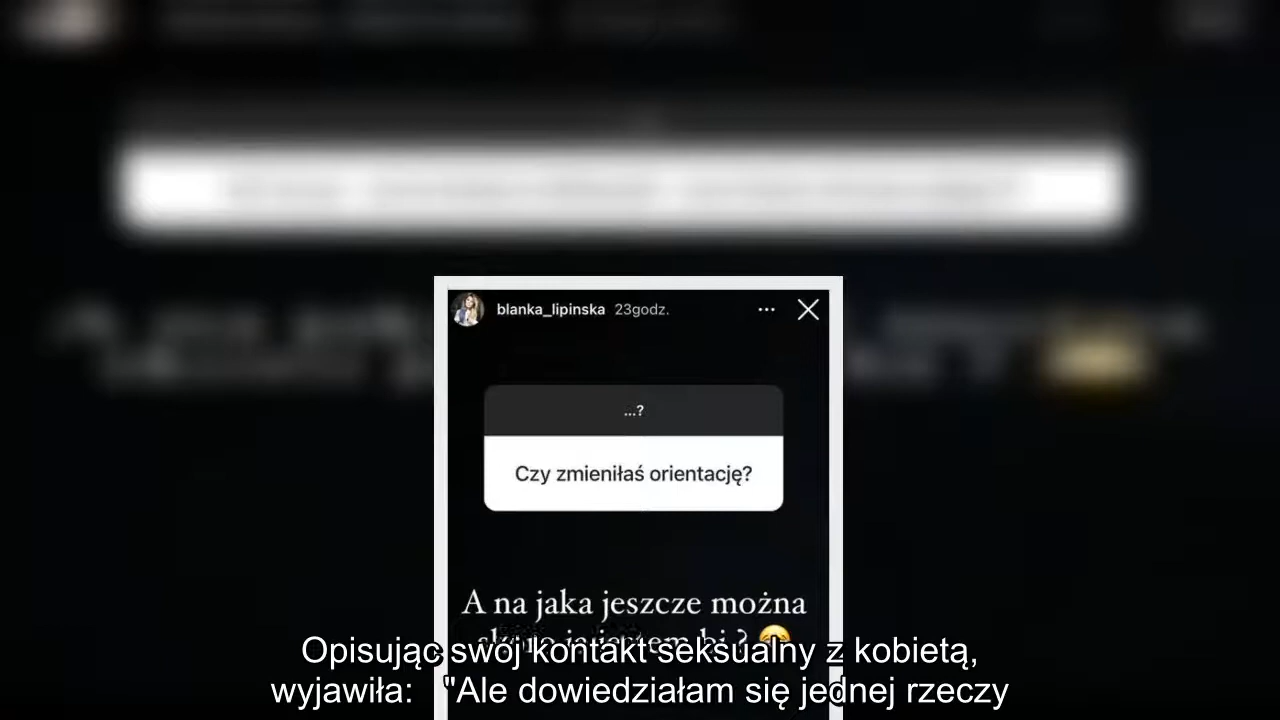 blanka_lipinska 23godz.
...?
Czy zmieniłaś orientację?
A na jaka jeszcze można
bi ?
Opisując swój kontakt seksualny z kobietą,
wyjawiła: "Ale dowiedziałam się jednej rzeczy